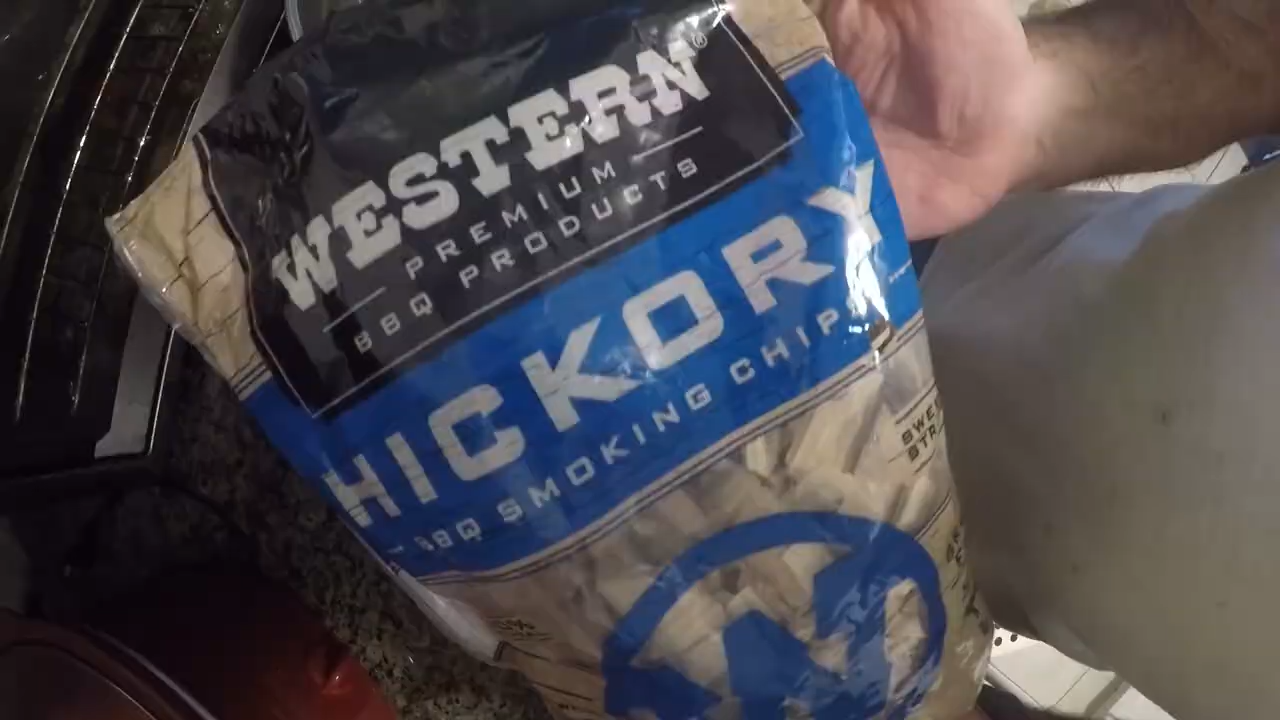 WESTERN®
PREMIUM
BBQ PRODUCTS
HICKORY
BBQ SMOKING CHIPS